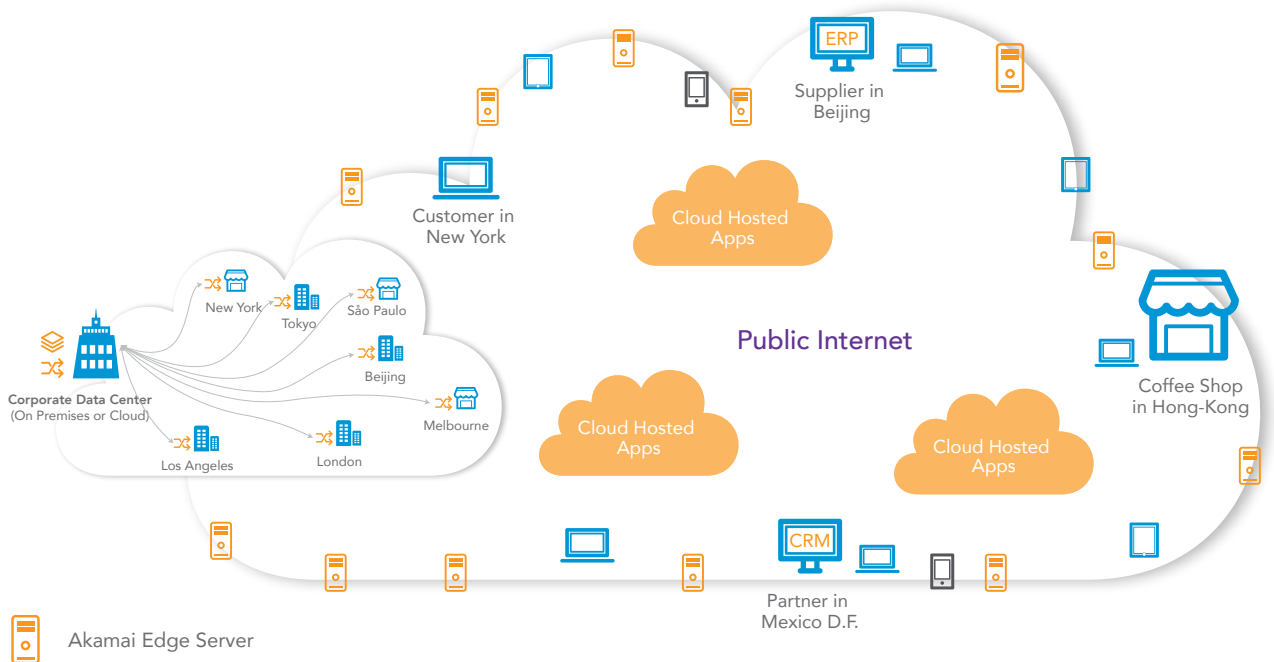 ERP
Supplier in
Beijing
Customer in
New York
Cloud Hosted
Apps
New York
Tokyo
Såo Paulo
Public Internet
Beijing
Corporate Data Center
(On Premises or Cloud)
Melbourne
Los Angeles
London
Coffee Shop
in Hong-Kong
Cloud Hosted
Apps
Cloud Hosted
Apps
CRM
Partner in
Mexico D.F.
Akamai Edge Server